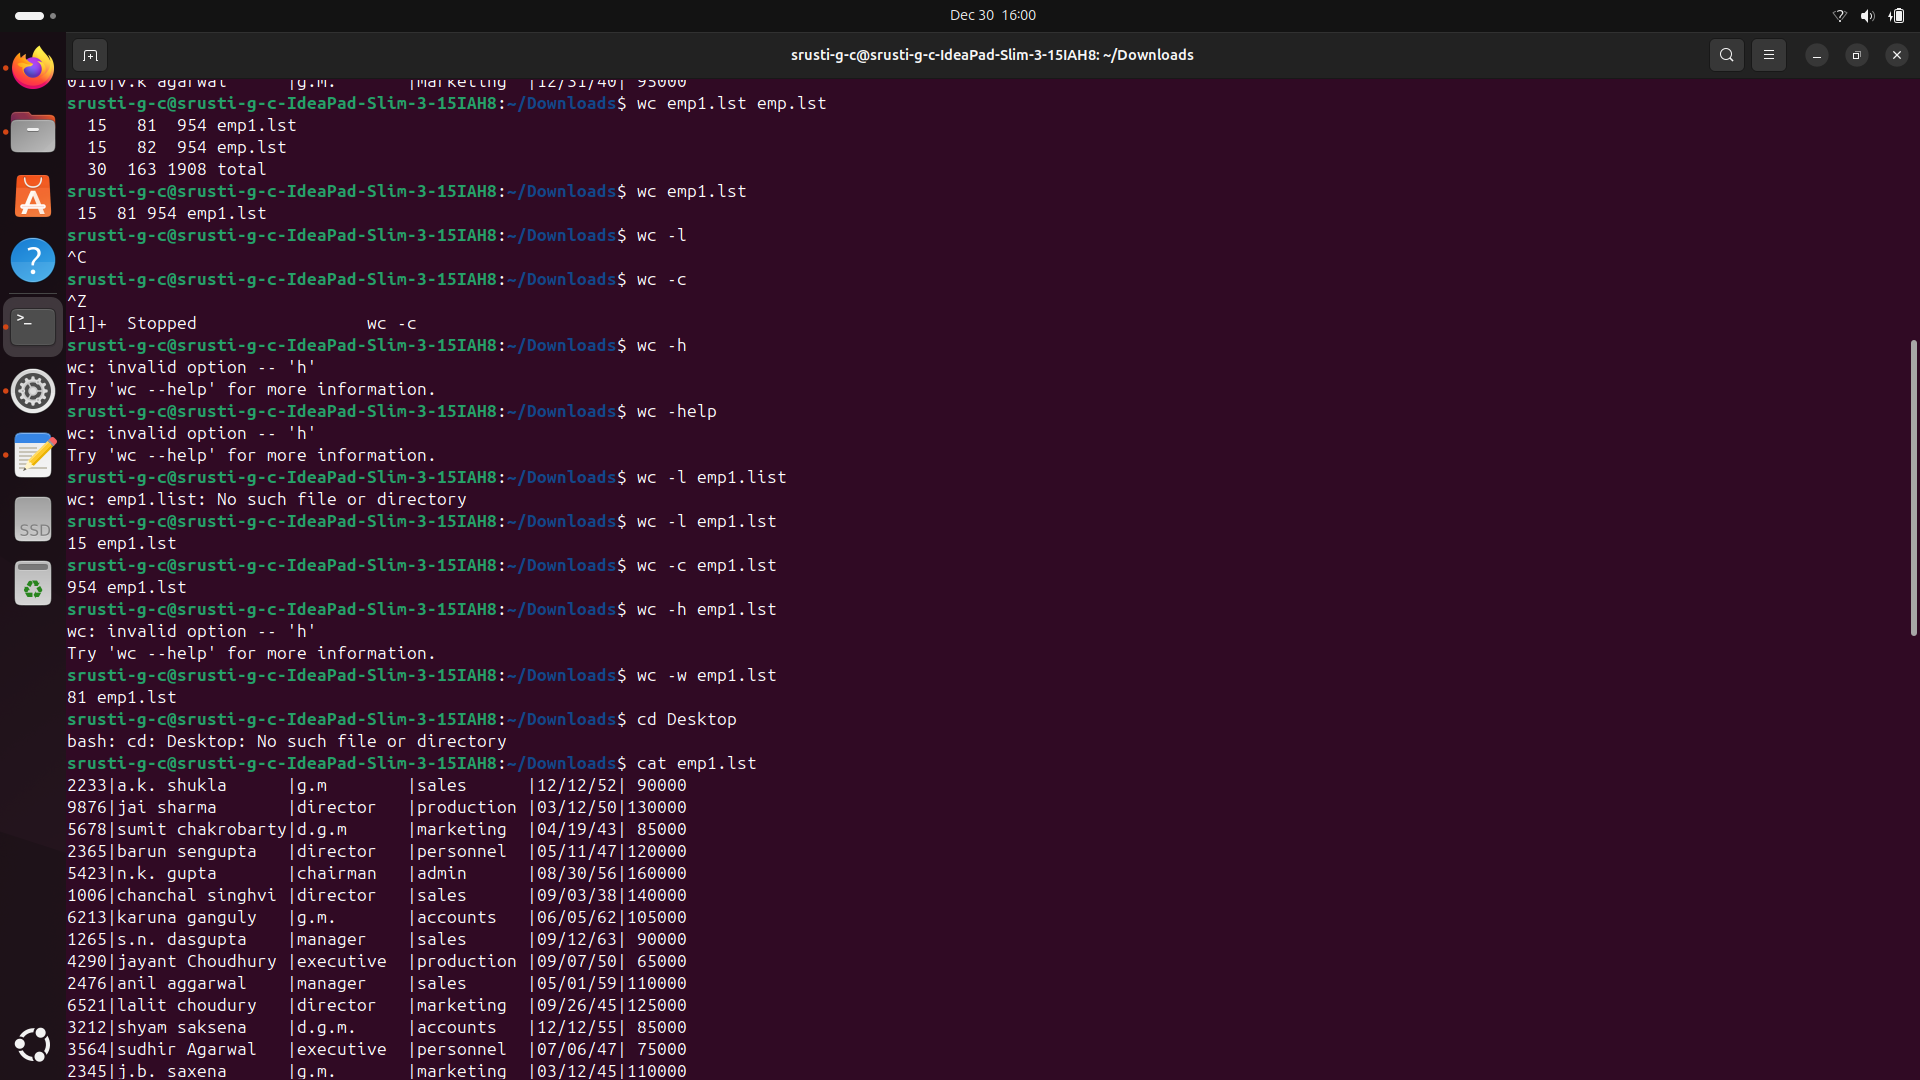 Dec 30  16:00
srusti-g-c@srusti-g-c-IdeaPad-Slim-3-15IAH8: ~/Downloads
0110|v.k agarwal      |g.m.       |marketing  |12/31/40| 95000
srusti-g-c@srusti-g-c-IdeaPad-Slim-3-15IAH8:~/Downloads$ wc emp1.lst emp.lst
  15   81  954 emp1.lst
  15   82  954 emp.lst
  30  163 1908 total
srusti-g-c@srusti-g-c-IdeaPad-Slim-3-15IAH8:~/Downloads$ wc emp1.lst
 15  81 954 emp1.lst
srusti-g-c@srusti-g-c-IdeaPad-Slim-3-15IAH8:~/Downloads$ wc -l
^C
srusti-g-c@srusti-g-c-IdeaPad-Slim-3-15IAH8:~/Downloads$ wc -c
^Z
[1]+  Stopped                 wc -c
srusti-g-c@srusti-g-c-IdeaPad-Slim-3-15IAH8:~/Downloads$ wc -h
wc: invalid option -- 'h'
Try 'wc --help' for more information.
srusti-g-c@srusti-g-c-IdeaPad-Slim-3-15IAH8:~/Downloads$ wc -help
wc: invalid option -- 'h'
Try 'wc --help' for more information.
srusti-g-c@srusti-g-c-IdeaPad-Slim-3-15IAH8:~/Downloads$ wc -l emp1.list
wc: emp1.list: No such file or directory
srusti-g-c@srusti-g-c-IdeaPad-Slim-3-15IAH8:~/Downloads$ wc -l emp1.lst
15 emp1.lst
srusti-g-c@srusti-g-c-IdeaPad-Slim-3-15IAH8:~/Downloads$ wc -c emp1.lst
954 emp1.lst
srusti-g-c@srusti-g-c-IdeaPad-Slim-3-15IAH8:~/Downloads$ wc -h emp1.lst
wc: invalid option -- 'h'
Try 'wc --help' for more information.
srusti-g-c@srusti-g-c-IdeaPad-Slim-3-15IAH8:~/Downloads$ wc -w emp1.lst
81 emp1.lst
srusti-g-c@srusti-g-c-IdeaPad-Slim-3-15IAH8:~/Downloads$ cd Desktop
bash: cd: Desktop: No such file or directory
srusti-g-c@srusti-g-c-IdeaPad-Slim-3-15IAH8:~/Downloads$ cat emp1.lst
2233|a.k. shukla      |g.m        |sales      |12/12/52| 90000
9876|jai sharma       |director   |production |03/12/50|130000
5678|sumit chakrobarty|d.g.m      |marketing  |04/19/43| 85000
2365|barun sengupta   |director   |personnel  |05/11/47|120000
5423|n.k. gupta       |chairman   |admin      |08/30/56|160000
1006|chanchal singhvi |director   |sales      |09/03/38|140000
6213|karuna ganguly   |g.m.       |accounts   |06/05/62|105000
1265|s.n. dasgupta    |manager    |sales      |09/12/63| 90000
4290|jayant Choudhury |executive  |production |09/07/50| 65000
2476|anil aggarwal    |manager    |sales      |05/01/59|110000
6521|lalit choudury   |director   |marketing  |09/26/45|125000
3212|shyam saksena    |d.g.m.     |accounts   |12/12/55| 85000
3564|sudhir Agarwal   |executive  |personnel  |07/06/47| 75000
2345|j.b. saxena      |g.m.       |marketing  |03/12/45|110000
SSD